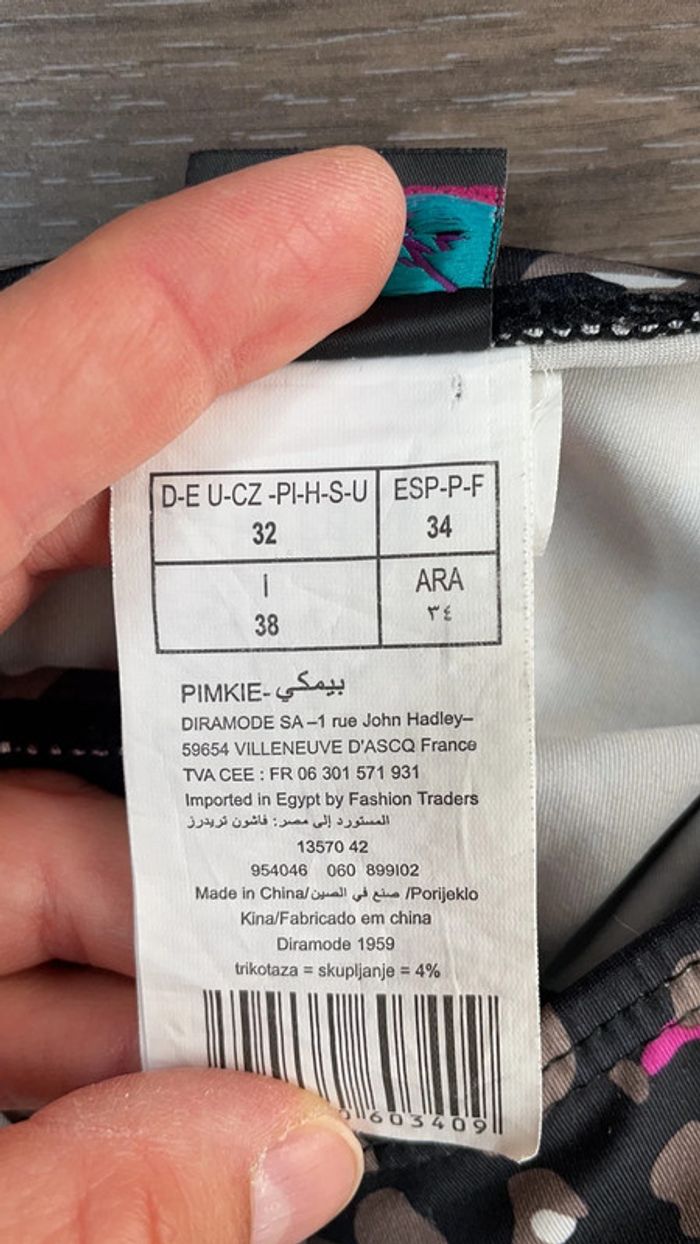 D-E U-CZ -PI-H-S-U
32
ESP-P-F
34
I
38
ARA
٣٤
PIMKIE-بيمكي
DIRAMODE SA –1 rue John Hadley–
59654 VILLENEUVE D'ASCQ France
TVA CEE : FR 06 301 571 931
Imported in Egypt by Fashion Traders
المستورد إلى مصر: فاشون تريدرز
13570 42
954046 060 899I02
Made in China/صنع في الصين /Porijeklo
Kina/Fabricado em china
Diramode 1959
trikotaza = skupljanje = 4%
603409